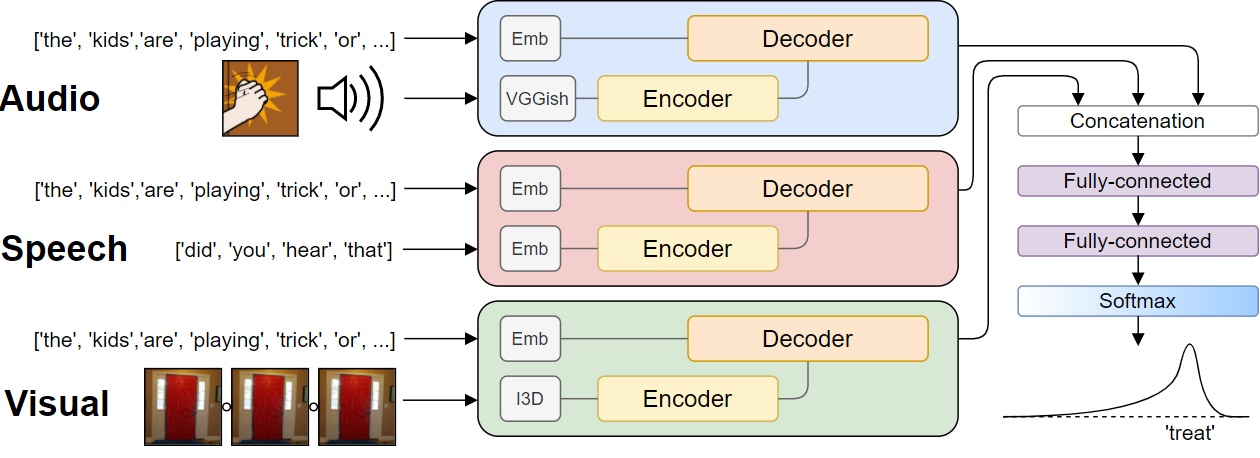 ['the', 'kids','are', 'playing', 'trick', 'or', ...]
Emb
Decoder
Audio
VGGish
Encoder
['the', 'kids','are', 'playing', 'trick', 'or', ...]
Emb
Decoder
Speech
['did', 'you', 'hear', 'that']
Emb
Encoder
['the', 'kids','are', 'playing', 'trick', 'or', ...]
Emb
Decoder
Visual
I3D
Encoder
Concatenation
Fully-connected
Fully-connected
Softmax
'treat'